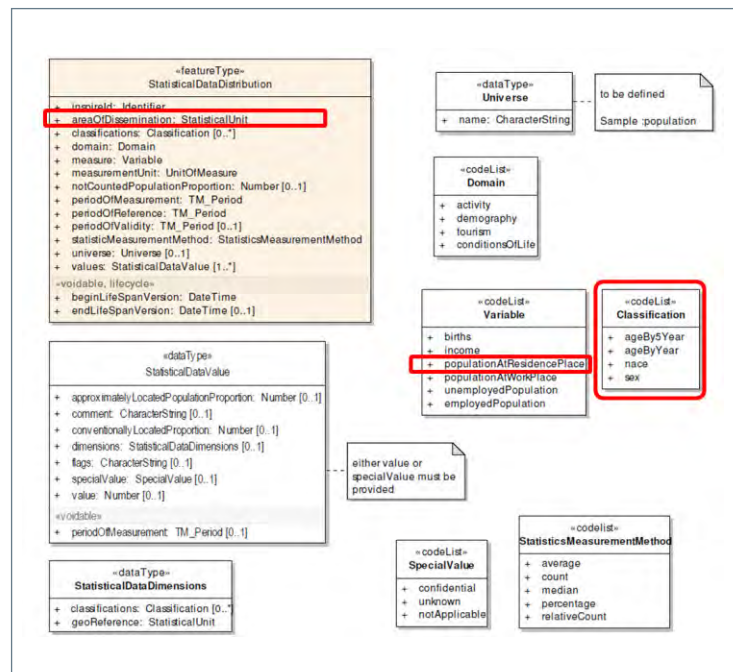 «featureType»
StatisticalDataDistribution
+ inspireId: Identifier
+ areaOfDissemination: StatisticalUnit
+ classifications: Classification [0..*]
+ domain: Domain
+ measure: Variable
+ measurementUnit: UnitOfMeasure
+ notCountedPopulationProportion: Number [0..1]
+ periodOfMeasurement: TM_Period
+ periodOfReference: TM_Period
+ periodOfValidity: TM_Period [0..1]
+ statisticMeasurementMethod: StatisticsMeasurementMethod
+ universe: Universe [0..1]
+ values: StatisticalDataValue [1..*]
«voidable, lifecycle»
+ beginLifeSpanVersion: DateTime
+ endLifeSpanVersion: DateTime [0..1]
«dataType»
Universe
+ name: CharacterString
to be defined
Sample :population
«codeList»
Domain
+ activity
+ demography
+ tourism
+ conditionsOfLife
«codeList»
Variable
+ births
+ income
+ populationAtResidencePlace
+ populationAtWorkPlace
+ unemployedPopulation
+ employedPopulation
«codeList»
Classification
+ ageBy5Year
+ ageByYear
+ nace
+ sex
«dataType»
StatisticalDataValue
+ approximatelyLocatedPopulationProportion: Number [0..1]
+ comment: CharacterString [0..1]
+ conventionallyLocatedProportion: Number [0..1]
+ dimensions: StatisticalDataDimensions [0..1]
+ flags: CharacterString [0..1]
+ specialValue: SpecialValue [0..1]
+ value: Number [0..1]
«voidable»
+ periodOfMeasurement: TM_Period [0..1]
either value or
specialValue must be
provided
«dataType»
StatisticalDataDimensions
+ classifications: Classification [0..*]
+ geoReference: StatisticalUnit
«codeList»
SpecialValue
+ confidential
+ unknown
+ notApplicable
«codelist»
StatisticsMeasurementMethod
+ average
+ count
+ median
+ percentage
+ relativeCount